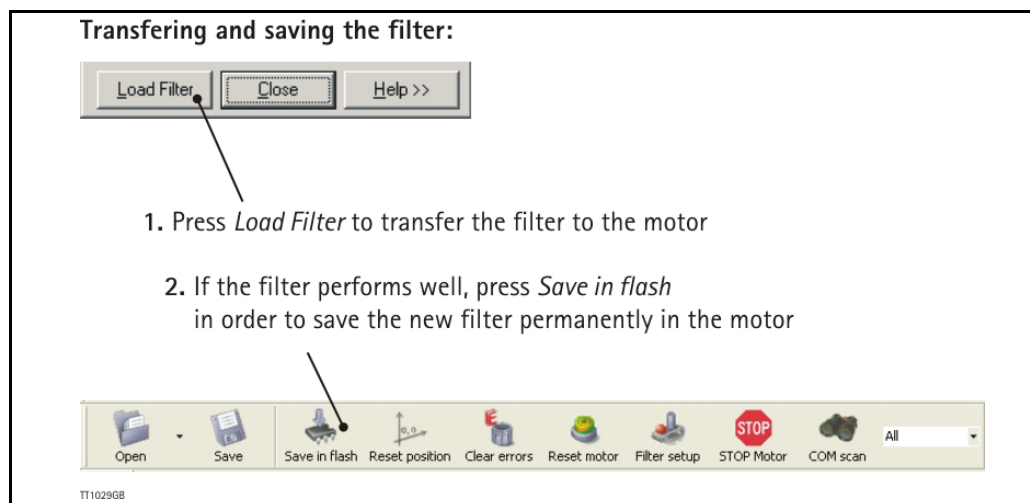 Transfering and saving the filter:
Load Filter Close Help >>
1. Press Load Filter to transfer the filter to the motor
2. If the filter performs well, press Save in flash
in order to save the new filter permanently in the motor
0,0 E STOP All
Open Save Save in flash Reset position Clear errors Reset motor Filter setup STOP Motor COM scan
TT1029GB